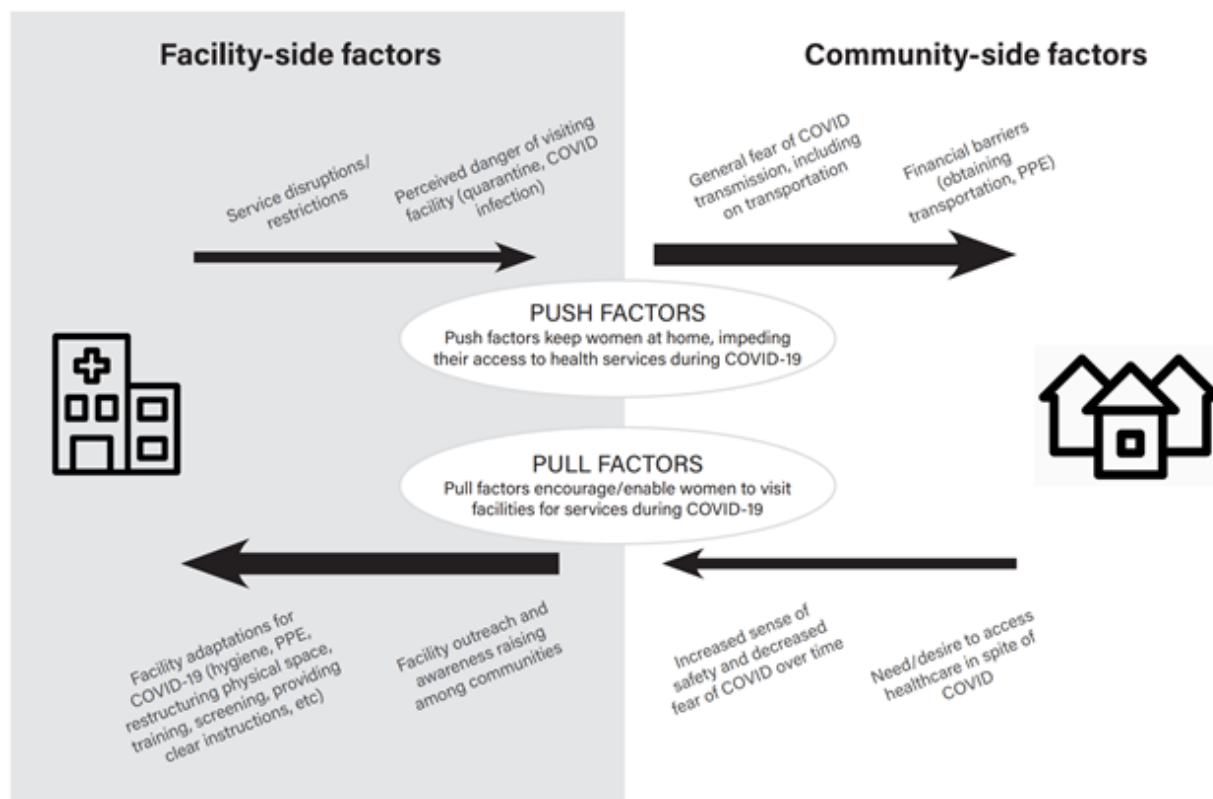 Facility-side factors
Community-side factors
Service disruptions/
restrictions
Perceived danger of visiting
facility (quarantine, COVID
infection)
General fear of COVID
transmission, including
on transportation
Financial barriers
(obtaining
transportation, PPE)
PUSH FACTORS
Push factors keep women at home, impeding
their access to health services during COVID-19
PULL FACTORS
Pull factors encourage/enable women to visit
facilities for services during COVID-19
Facility adaptations for
COVID-19 (hygiene, PPE,
restructuring physical space,
training, screening, providing
clear instructions, etc)
Facility outreach and
awareness raising
among communities
Increased sense of
safety and decreased
fear of COVID over time
Need/desire to access
healthcare in spite of
COVID